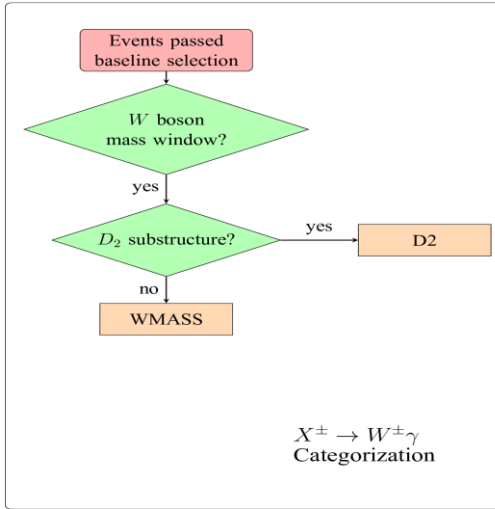 Events passed
baseline selection
W boson
mass window?
yes
D₂ substructure?
yes
D2
no
WMASS
X± → W±γ
Categorization